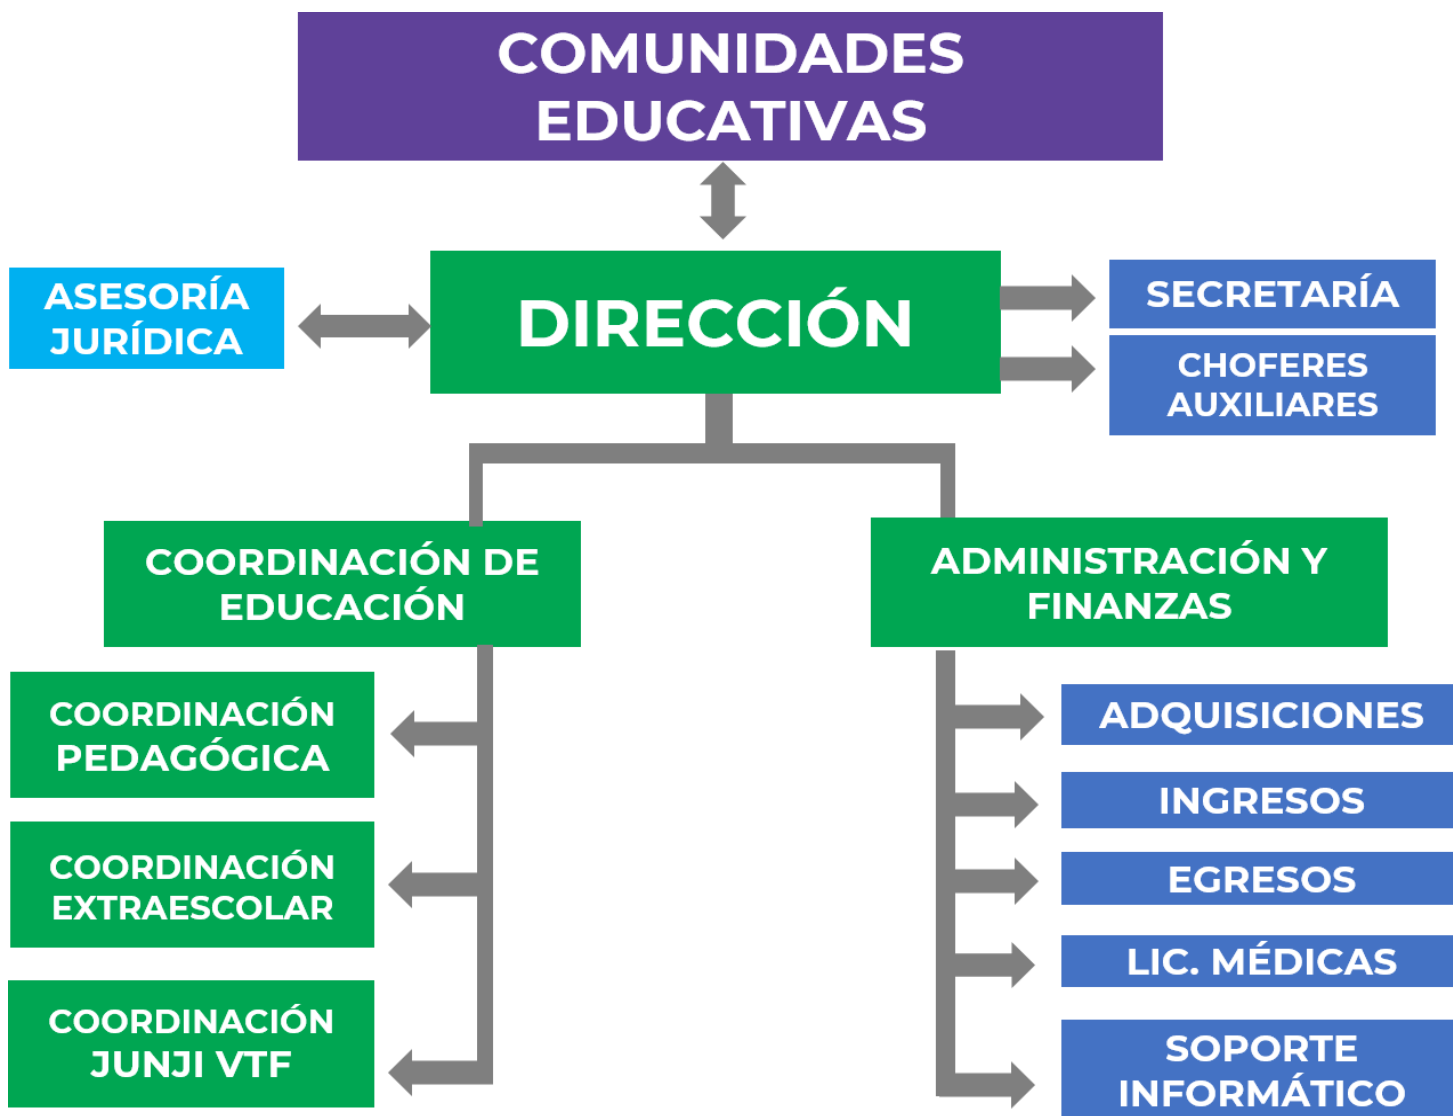 COMUNIDADES
EDUCATIVAS
ASESORÍA
JURÍDICA
DIRECCIÓN
SECRETARÍA
CHOFERES
AUXILIARES
COORDINACIÓN DE
EDUCACIÓN
ADMINISTRACIÓN Y
FINANZAS
COORDINACIÓN
PEDAGÓGICA
COORDINACIÓN
EXTRAESCOLAR
COORDINACIÓN
JUNJI VTF
ADQUISICIONES
INGRESOS
EGRESOS
LIC. MÉDICAS
SOPORTE
INFORMÁTICO